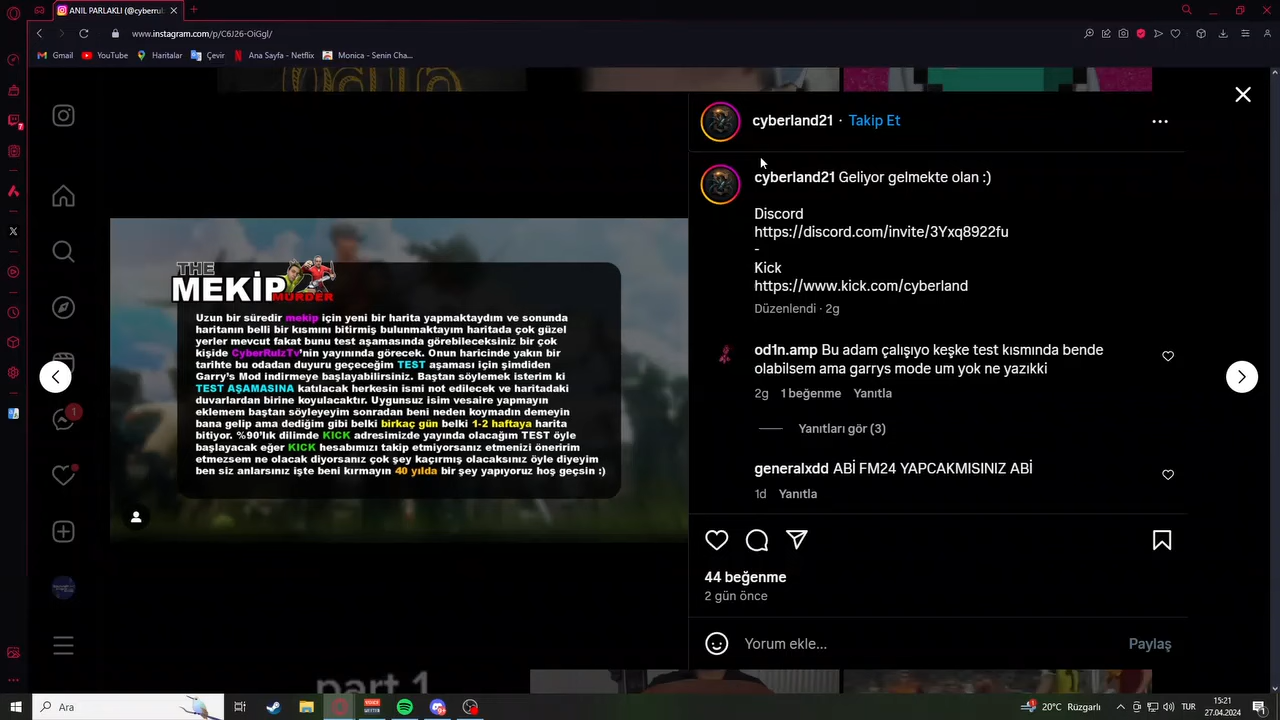 ANIL PARLAKLI (@cyberrul
www.instagram.com/p/C6J26-OiGgI/
Gmail
YouTube
Haritalar
Çevir
Ana Sayfa - Netflix
Monica - Senin Cha...
cyberland21 · Takip Et
cyberland21 Geliyor gelmekte olan :)
Discord
https://discord.com/invite/3Yxq8922fu
-
Kick
https://www.kick.com/cyberland
Düzenlendi · 2g
od1n.amp Bu adam çalışıyo keşke test kısmında bende
olabilsem ama garrys mode um yok ne yazıkki
2g 1 beğenme Yanıtla
Yanıtları gör (3)
generalxdd ABİ FM24 YAPCAKMISINIZ ABİ
1d Yanıtla
44 beğenme
2 gün önce
Yorum ekle...
Paylaş
THE
MEKİP
MURDER
Uzun bir süredir mekip için yeni bir harita yapmaktaydım ve sonunda
haritanın belli bir kısmını bitirmiş bulunmaktayım haritada çok güzel
yerler mevcut fakat bunu test aşamasında görebileceksiniz bir çok
kişide CyberRulzTv'nin yayınında görecek. Onun haricinde yakın bir
tarihte bu odadan duyuru geçeceğim TEST aşaması için şimdiden
Garry's Mod indirmeye başlayabilirsiniz. Baştan söylemek isterim ki
TEST AŞAMASINA katılacak herkesin ismi not edilecek ve haritadaki
duvarlardan birine koyulacaktır. Uygunsuz isim vesaire yapmayın
eklemem baştan söyleyeyim sonradan beni neden koymadın demeyin
bana gelip ama dediğim gibi belki birkaç gün belki 1-2 haftaya harita
bitiyor. %90'lık dilimde KICK adresimizde yayında olacağım TEST öyle
başlayacak eğer KICK hesabımızı takip etmiyorsanız etmenizi öneririm
etmezsem ne olacak diyorsanız çok şey kaçırmış olacaksınız öyle diyeyim
ben siz anlarsınız işte beni kırmayın 40 yılda bir şey yapıyoruz hoş geçsin :)
1
part 1
Ara
20°C Rüzgarlı
TUR
15:21
27.04.2024